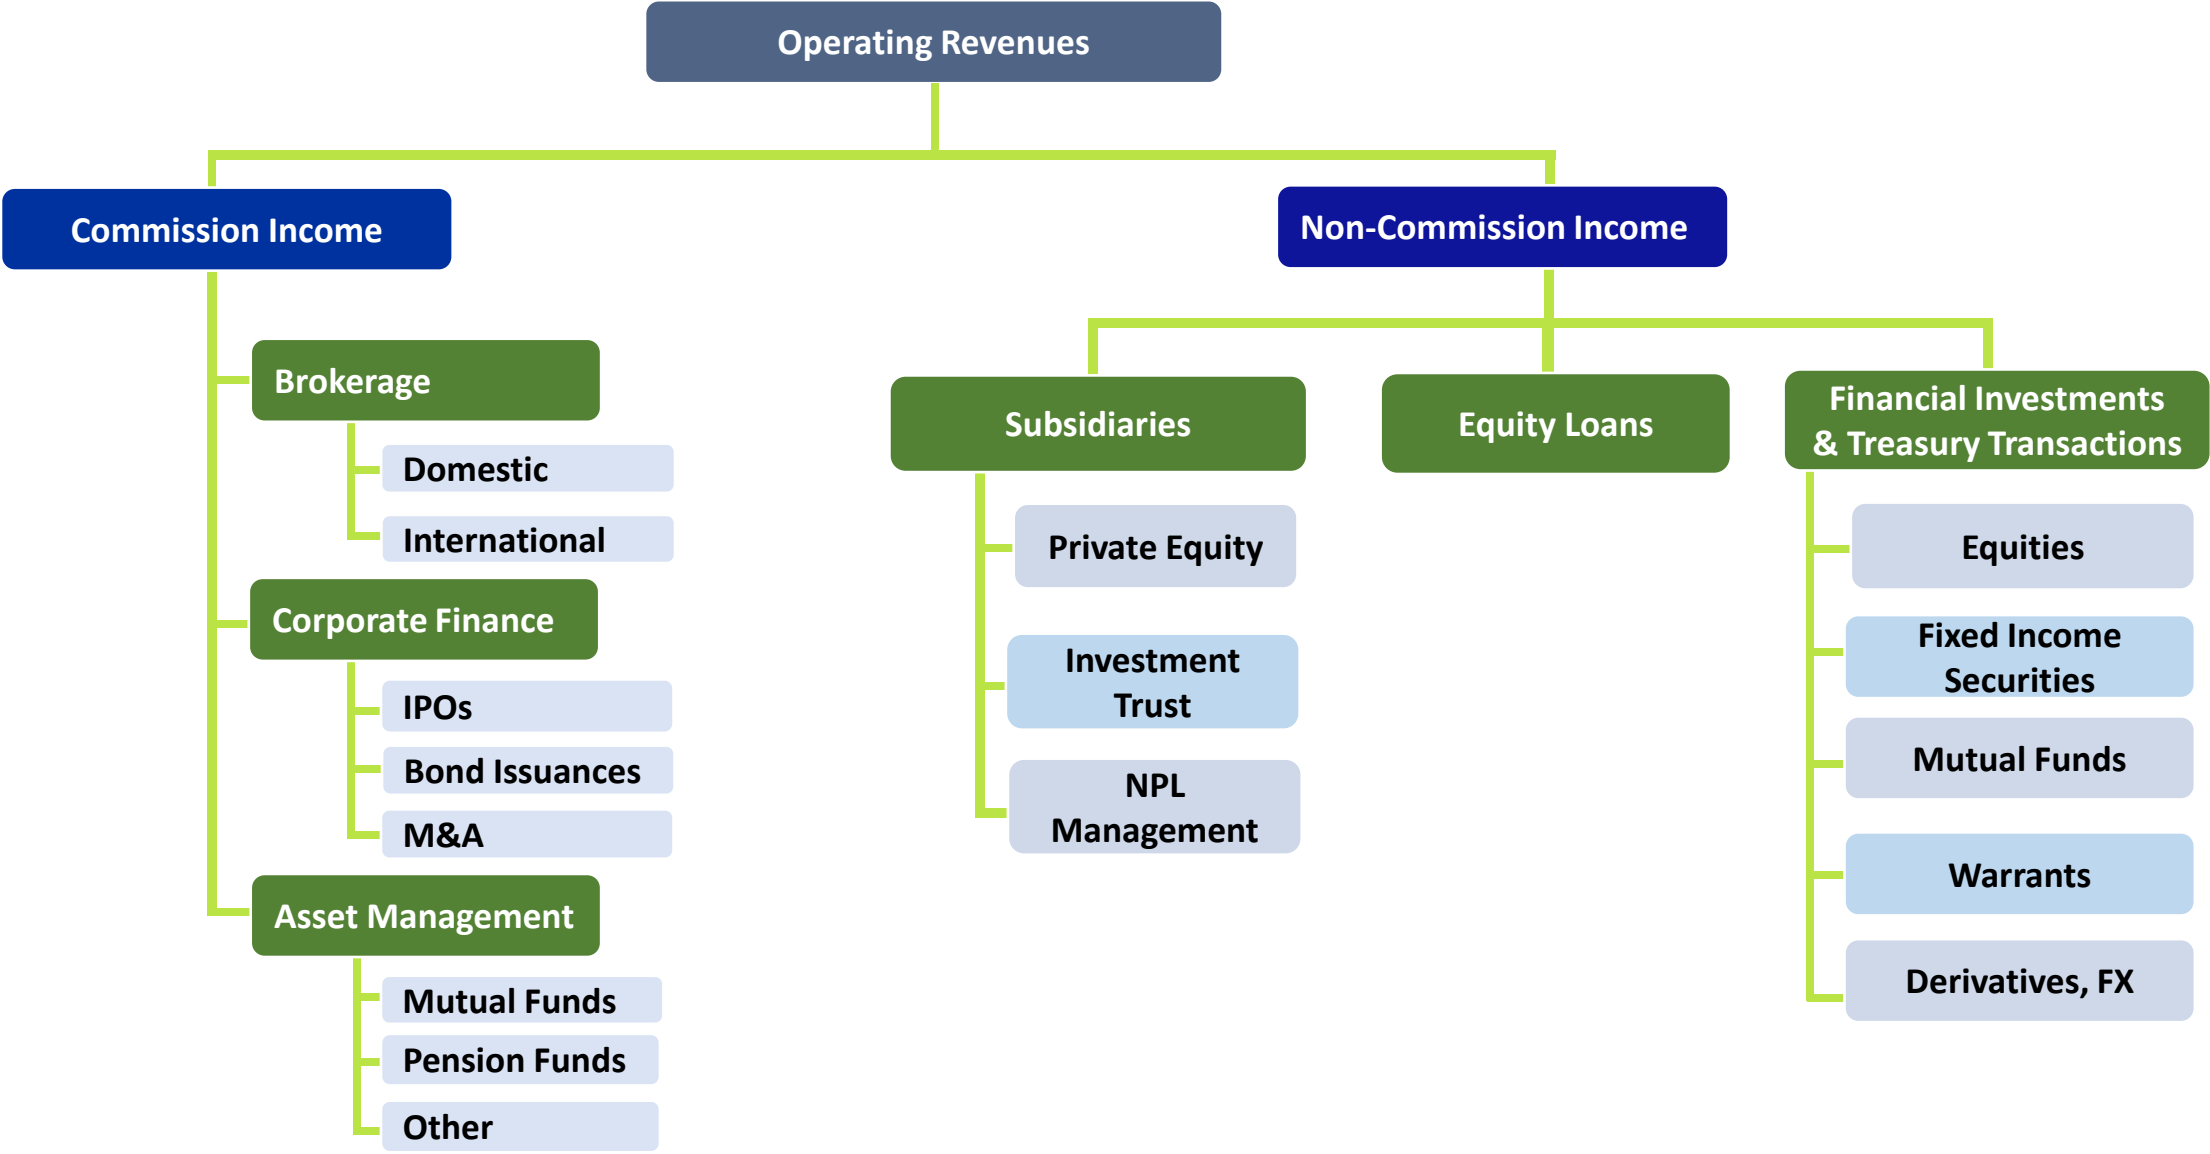 Operating Revenues
Commission Income
Brokerage
Domestic
International
Corporate Finance
IPOs
Bond Issuances
M&A
Asset Management
Mutual Funds
Pension Funds
Other
Non-Commission Income
Subsidiaries
Private Equity
Investment
Trust
NPL
Management
Equity Loans
Financial Investments
& Treasury Transactions
Equities
Fixed Income
Securities
Mutual Funds
Warrants
Derivatives, FX